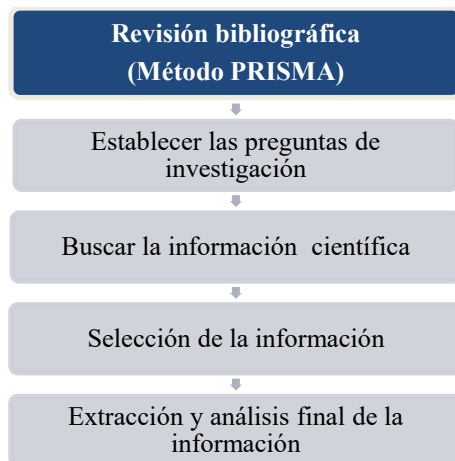 Revisión bibliográfica
(Método PRISMA)
Establecer las preguntas de
investigación
Buscar la información científica
Selección de la información
Extracción y análisis final de la
información